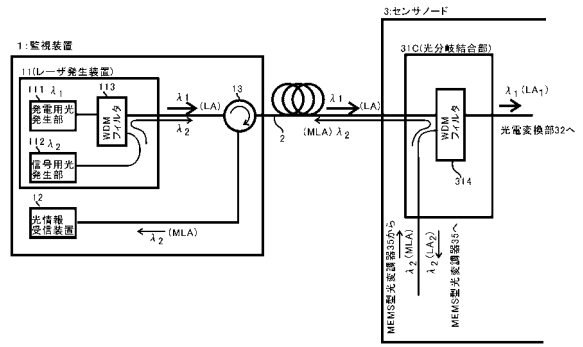 3:センサノード
1:監視装置
31C(光分岐結合部)
11(レーザ発生装置)
111 λ1
113
発電用光
発生部
WDM
フィルタ
112 λ2
信号用光
発生部
λ1 (LA)
λ2
13
λ1 (LA)
(MLA) λ2
2
WDM
フィルタ
314
λ1(LA1)
光電変換部32へ
12
光情報
受信装置
λ2 (MLA)
MEMS型光変調器35から
λ2(MLA)
λ2(LA2)
MEMS型光変調器35へ